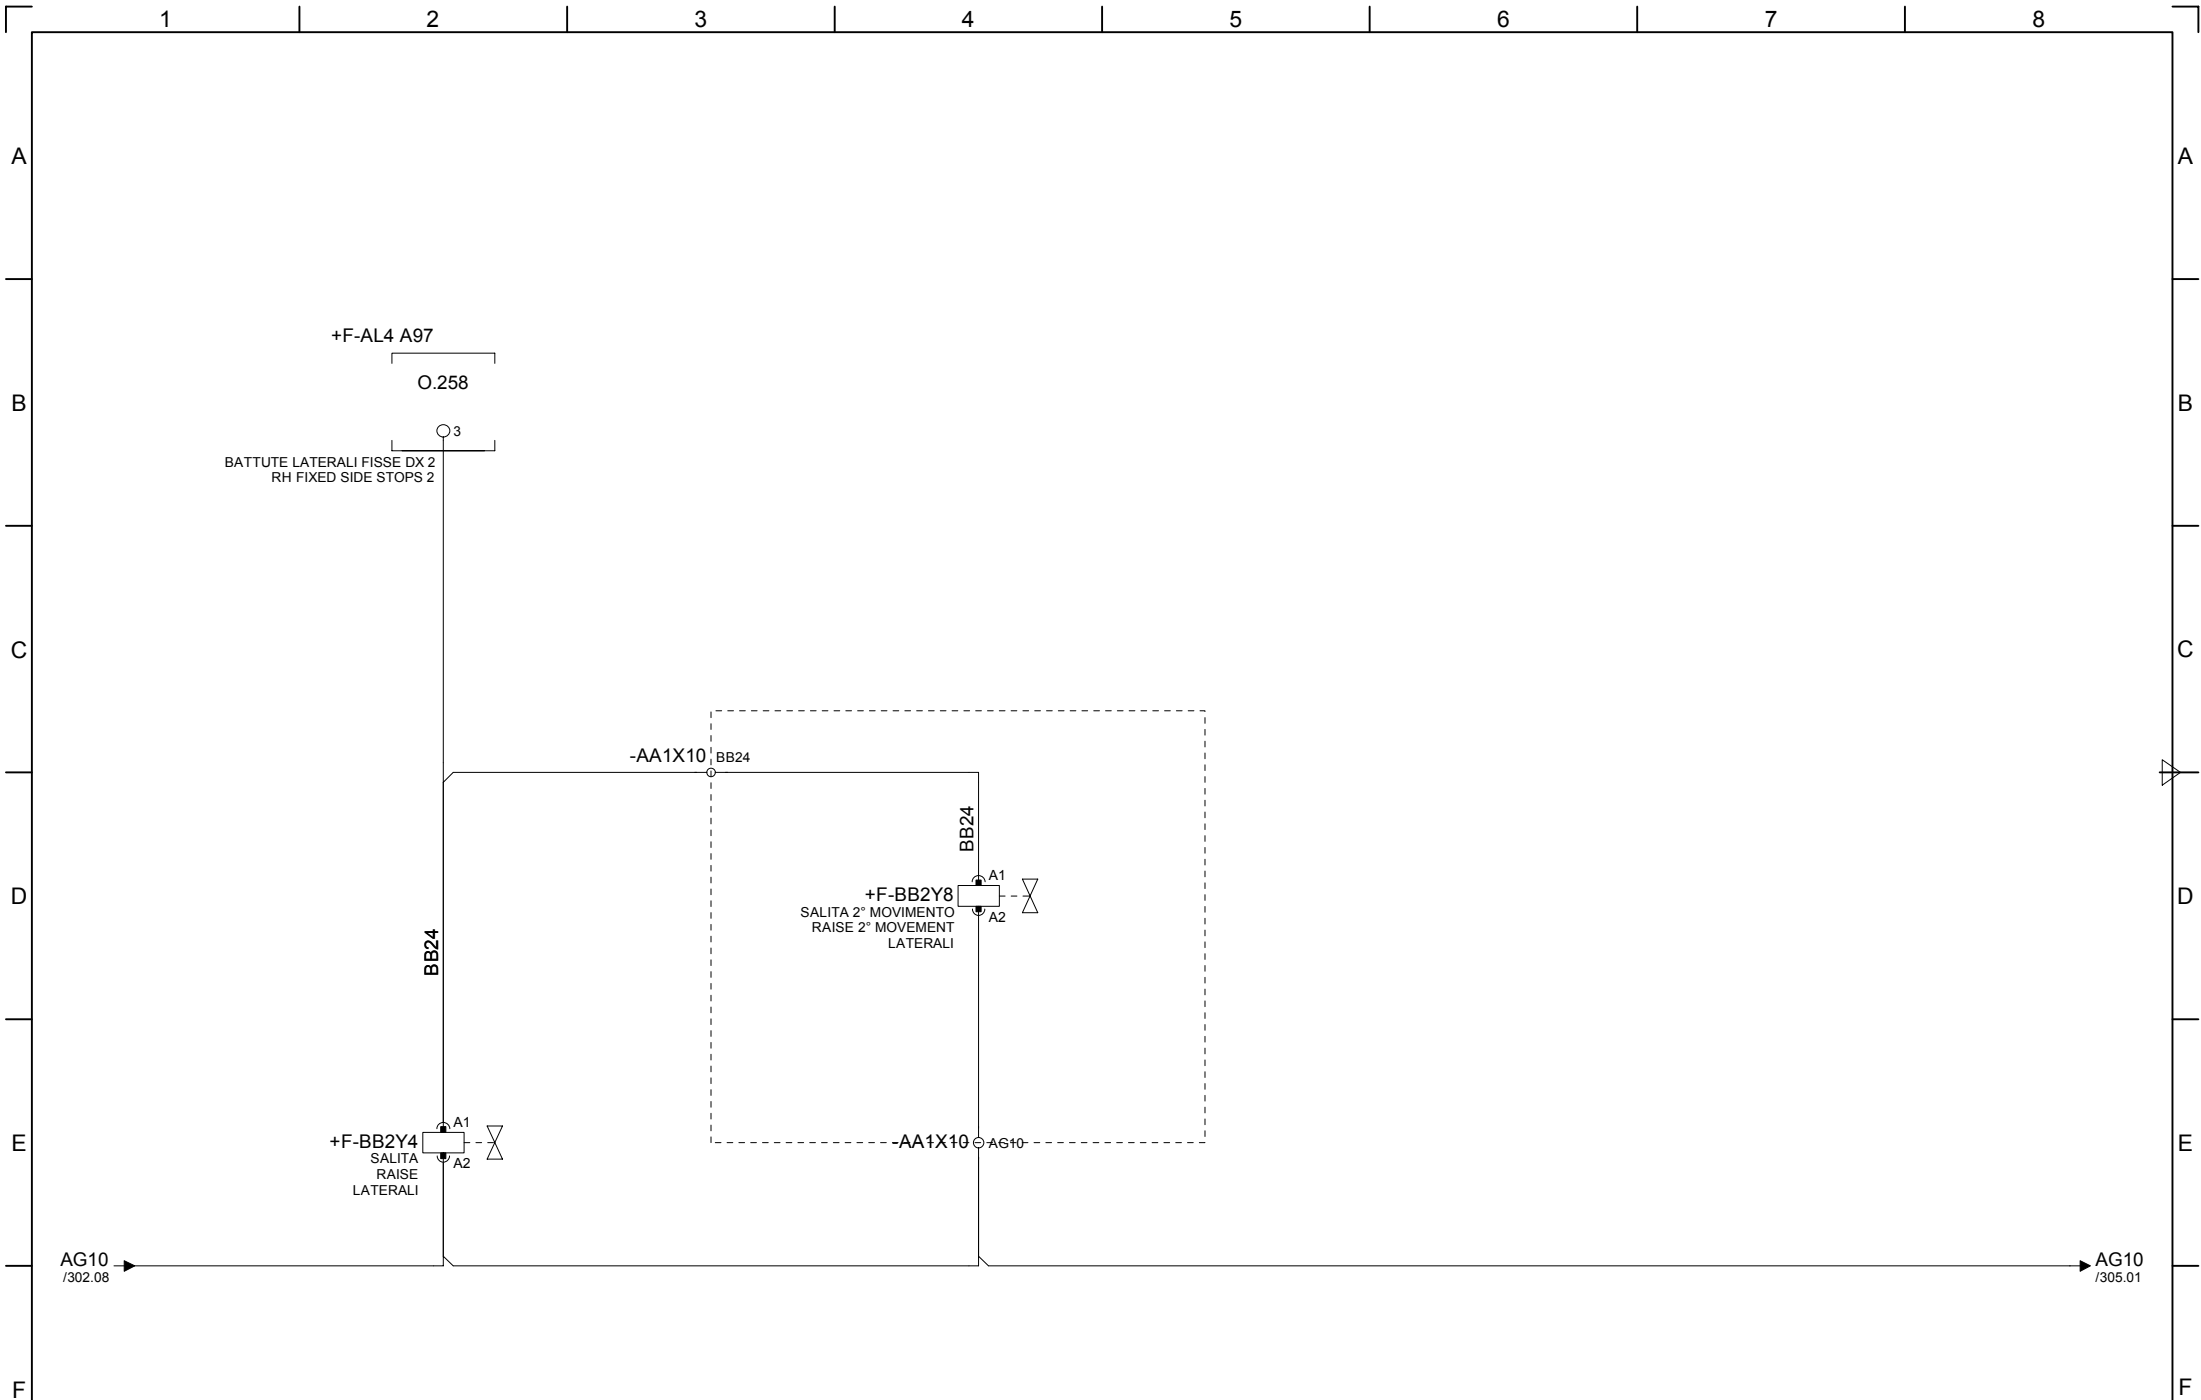 1 2 3 4 5 6 7 8
A A
+F-AL4 A97
O.258
B B
3
BATTUTE LATERALI FISSE DX 2
RH FIXED SIDE STOPS 2
C C
-AA1X10 BB24
BB24
+F-BB2Y8 A1
D D
SALITA 2° MOVIMENTO A2
RAISE 2° MOVEMENT
LATERALI
BB24
A1
E +F-BB2Y4 -AA1X10 AG10 E
SALITA A2
RAISE
LATERALI
AG10 AG10
/302.08 /305.01
F F